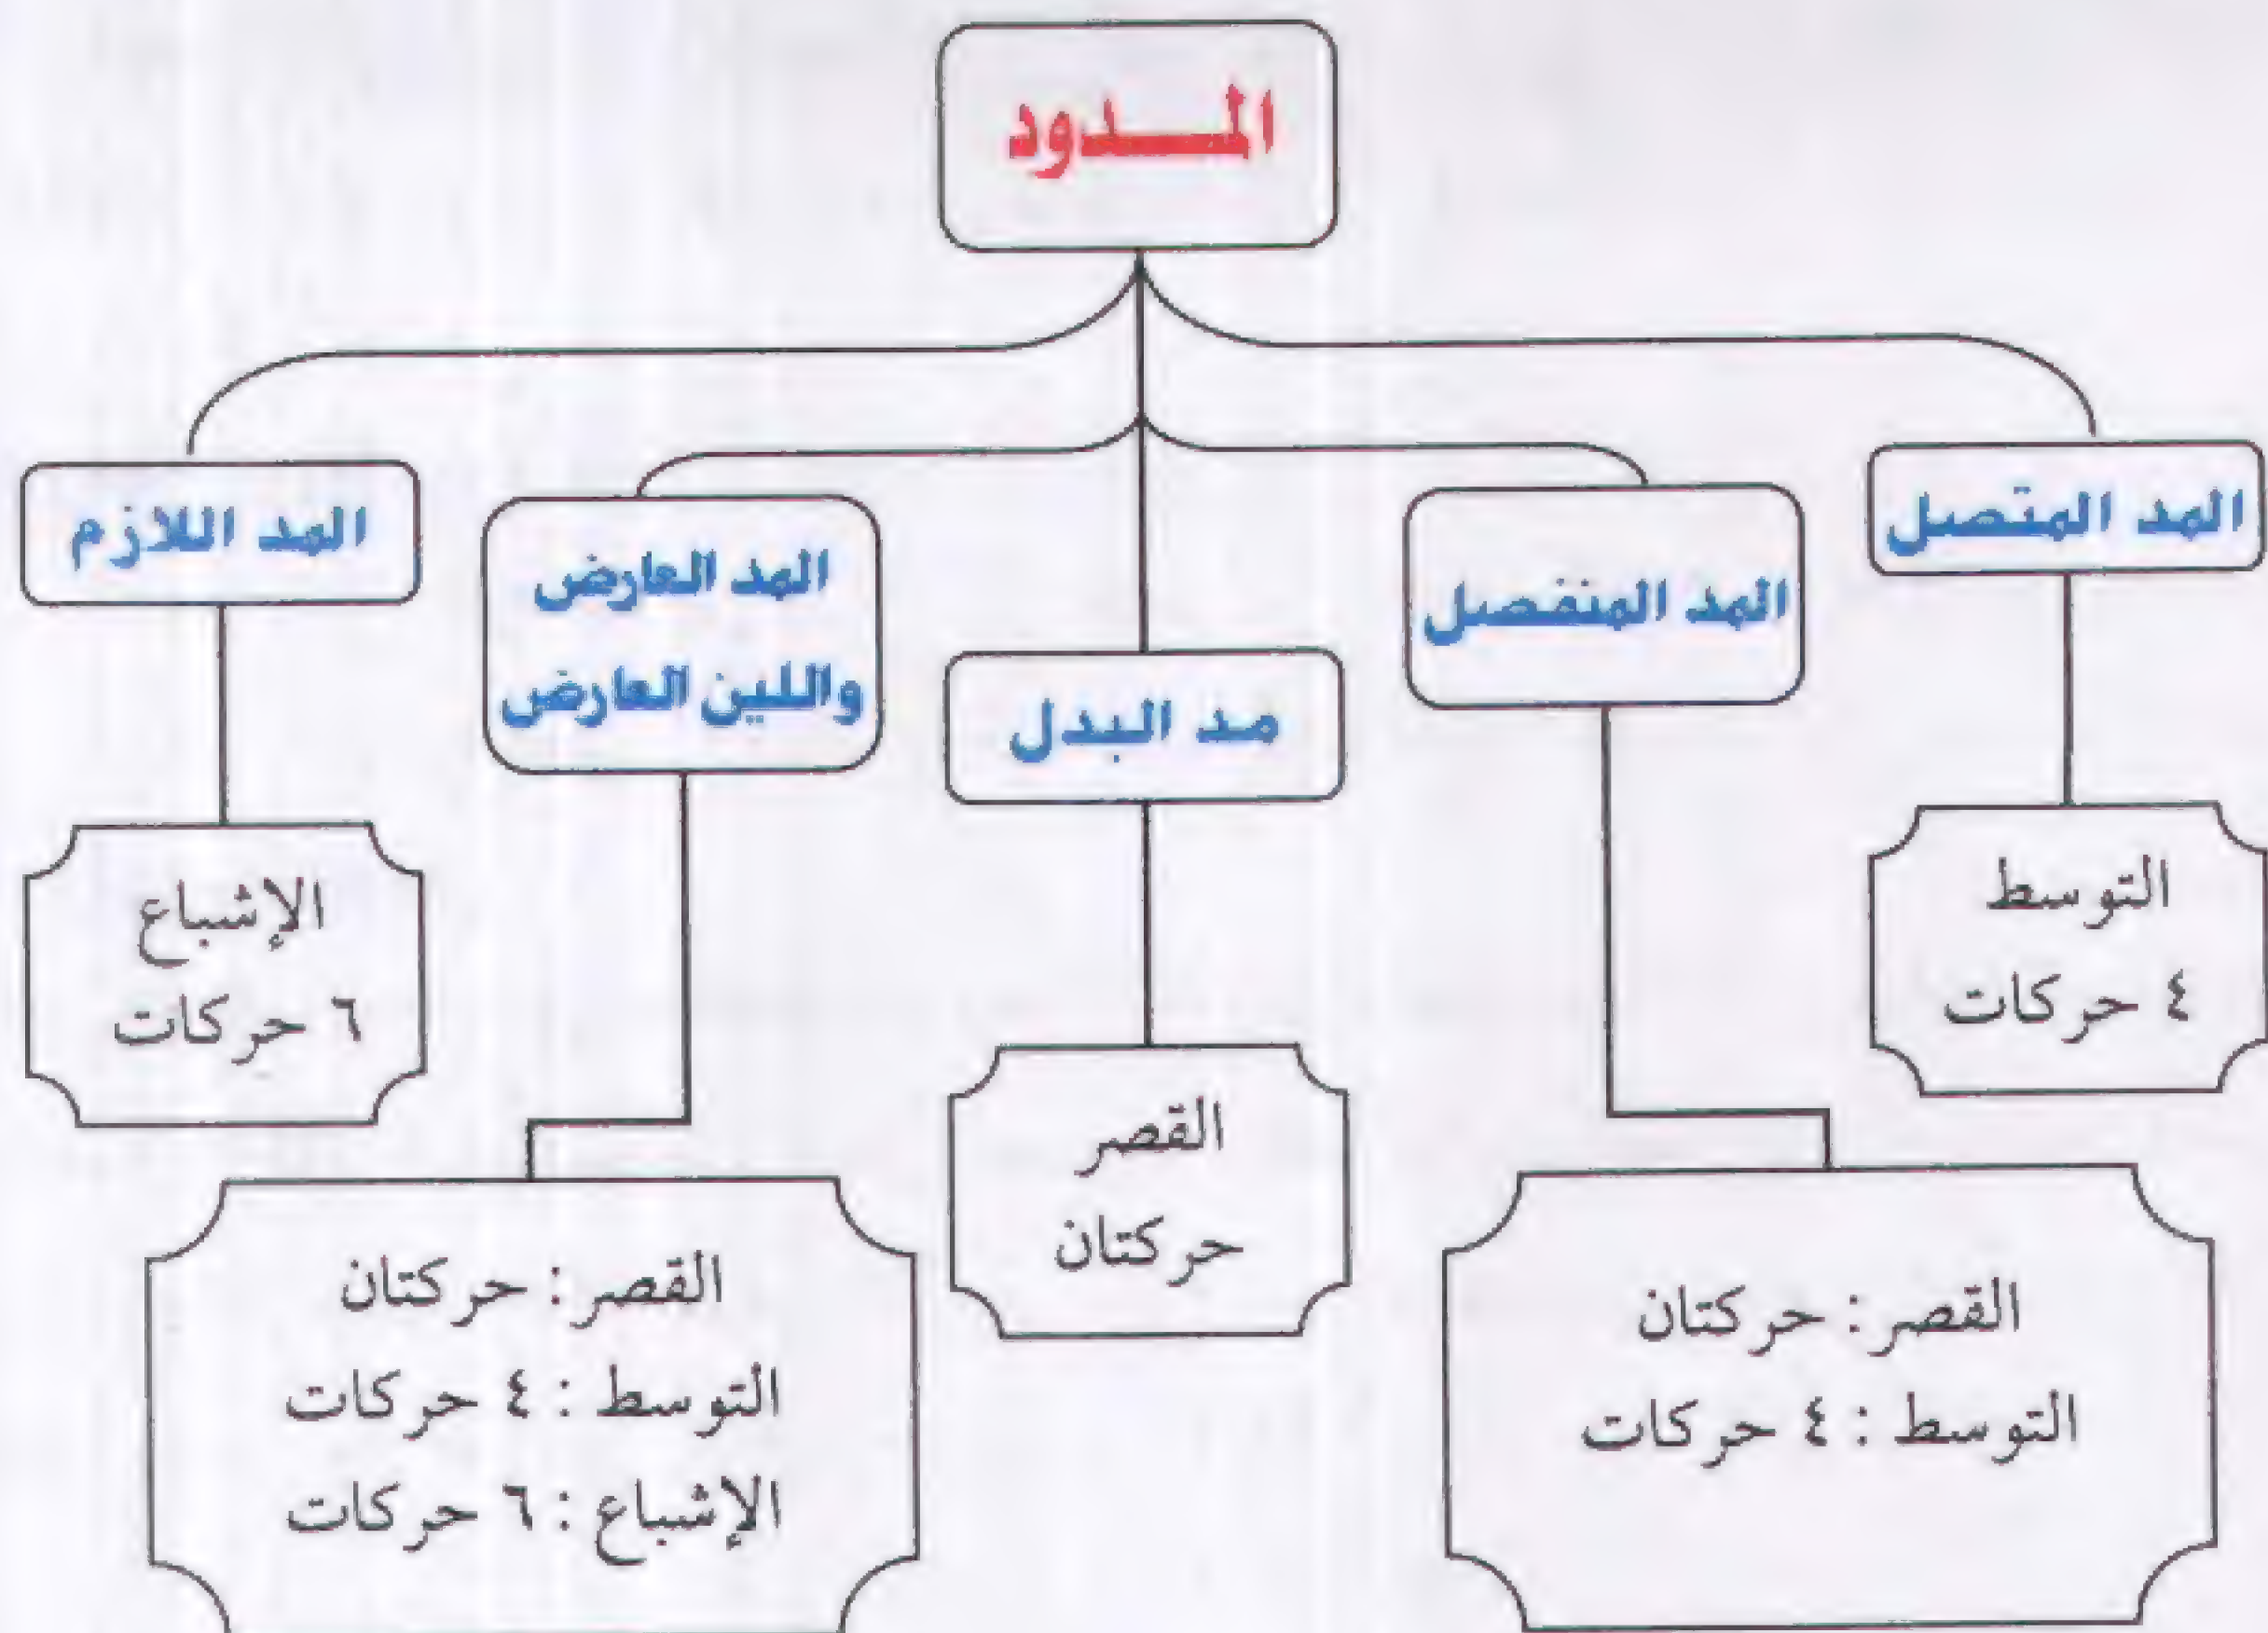 المدود
المد المتصل
المد المنفصل
مد البدل
المد العارض
واللين العارض
المد اللازم
التوسط
٤ حركات
القصر: حركتان
التوسط: ٤ حركات
القصر
حركتان
القصر: حركتان
التوسط: ٤ حركات
الإشباع: ٦ حركات
الإشباع
٦ حركات